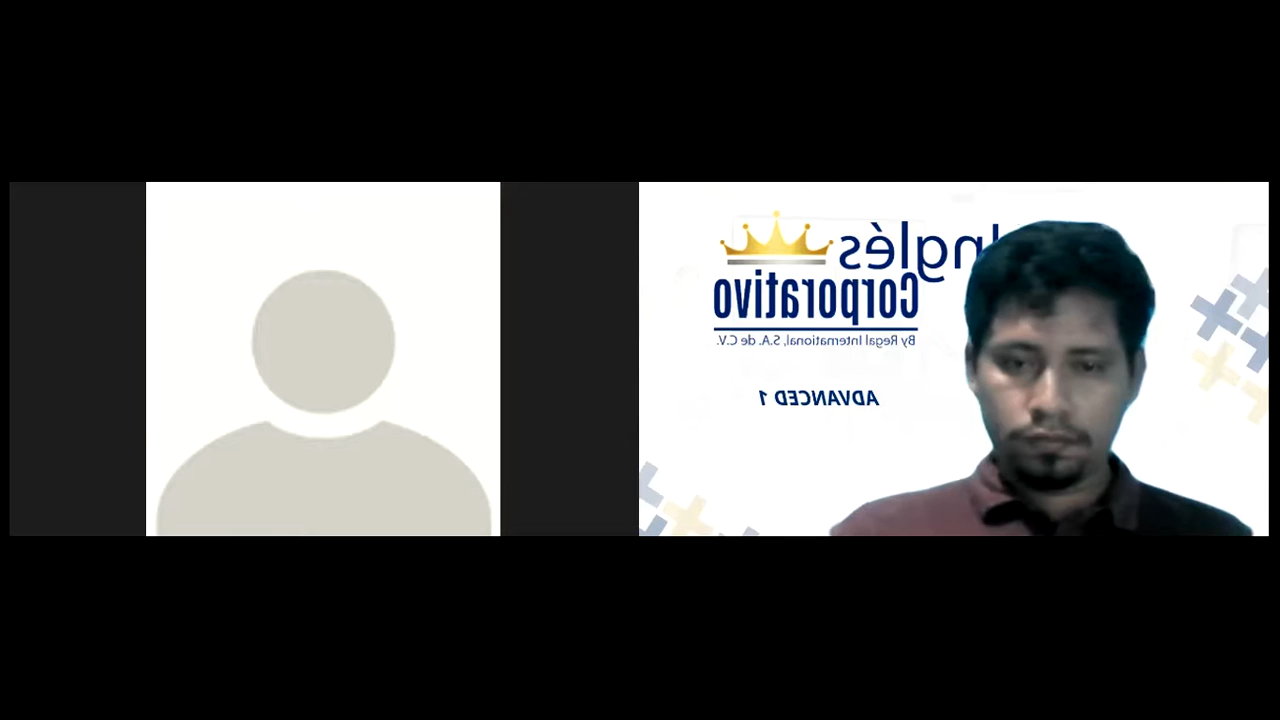 Inglés
Corporativo
By Regal International, S.A. de C.V.
ADVANCED 1